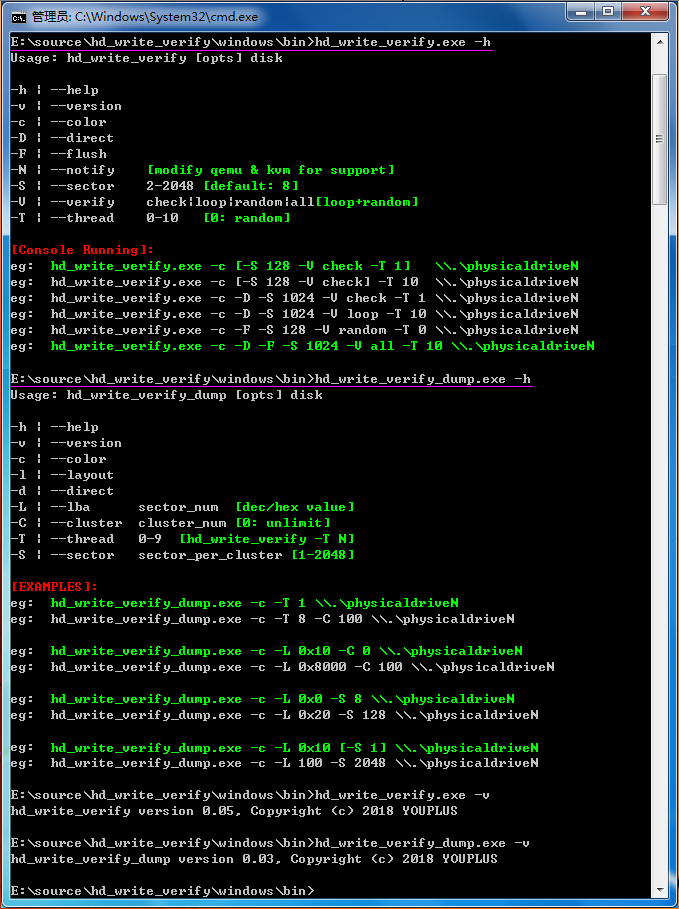 管理员: C:\Windows\System32\cmd.exe
E:\source\hd_write_verify\windows\bin>hd_write_verify.exe -h
Usage: hd_write_verify [opts] disk
-h | --help
-v | --version
-c | --color
-D | --direct
-F | --flush
-N | --notify    [modify qemu & kvm for support]
-S | --sector    2-2048 [default: 8]
-V | --verify    check|loop|random|all[loop+random]
-T | --thread    0-10   [0: random]
[Console Running]:
eg:  hd_write_verify.exe -c [-S 128 -V check -T 1]   \\.\physicaldriveN
eg:  hd_write_verify.exe -c [-S 128 -V check] -T 10  \\.\physicaldriveN
eg:  hd_write_verify.exe -c -D -S 1024 -V check -T 1 \\.\physicaldriveN
eg:  hd_write_verify.exe -c -D -S 1024 -V loop -T 10 \\.\physicaldriveN
eg:  hd_write_verify.exe -c -F -S 128 -V random -T 0 \\.\physicaldriveN
eg:  hd_write_verify.exe -c -D -F -S 1024 -V all -T 10 \\.\physicaldriveN
E:\source\hd_write_verify\windows\bin>hd_write_verify_dump.exe -h
Usage: hd_write_verify_dump [opts] disk
-h | --help
-v | --version
-c | --color
-l | --layout
-d | --direct
-L | --lba      sector_num  [dec/hex value]
-C | --cluster  cluster_num [0: unlimit]
-T | --thread   0-9  [hd_write_verify -T N]
-S | --sector   sector_per_cluster [1-2048]
[EXAMPLES]:
eg:  hd_write_verify_dump.exe -c -T 1 \\.\physicaldriveN
eg:  hd_write_verify_dump.exe -c -T 8 -C 100 \\.\physicaldriveN
eg:  hd_write_verify_dump.exe -c -L 0x10 -C 0 \\.\physicaldriveN
eg:  hd_write_verify_dump.exe -c -L 0x8000 -C 100 \\.\physicaldriveN
eg:  hd_write_verify_dump.exe -c -L 0x0 -S 8 \\.\physicaldriveN
eg:  hd_write_verify_dump.exe -c -L 0x20 -S 128 \\.\physicaldriveN
eg:  hd_write_verify_dump.exe -c -L 0x10 [-S 1] \\.\physicaldriveN
eg:  hd_write_verify_dump.exe -c -L 100 -S 2048 \\.\physicaldriveN
E:\source\hd_write_verify\windows\bin>hd_write_verify.exe -v
hd_write_verify version 0.05, Copyright (c) 2018 YOUPLUS
E:\source\hd_write_verify\windows\bin>hd_write_verify_dump.exe -v
hd_write_verify_dump version 0.03, Copyright (c) 2018 YOUPLUS
E:\source\hd_write_verify\windows\bin>